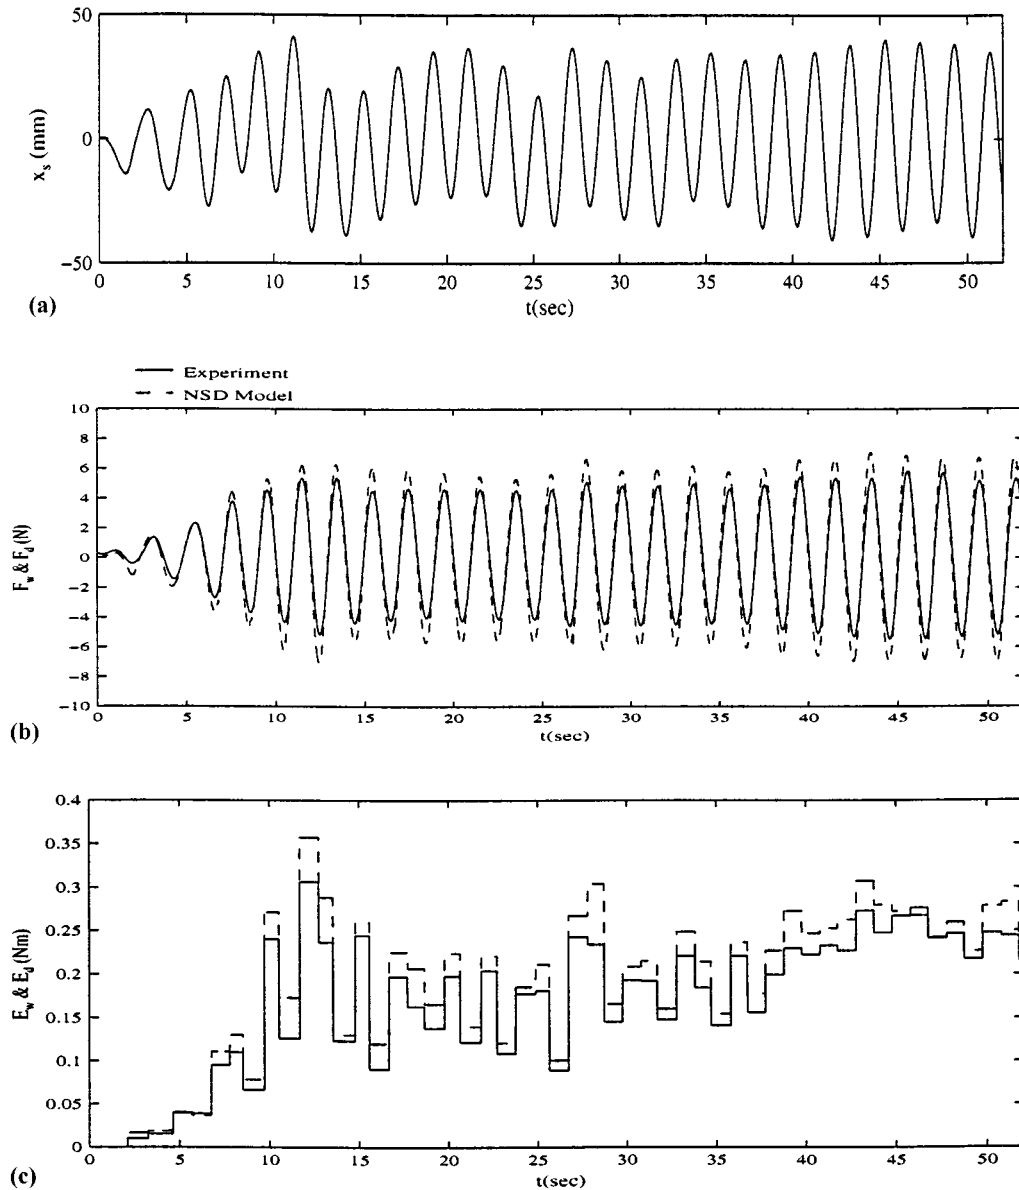 50
0
−50
x_s (mm)
0 5 10 15 20 25 30 35 40 45 50
t(sec)
(a)
Experiment
NSD Model
10
8
6
4
2
0
−2
−4
−6
−8
−10
F_w & F_d (N)
0 5 10 15 20 25 30 35 40 45 50
t(sec)
(b)
0.4
0.35
0.3
0.25
0.2
0.15
0.1
0.05
0
E_w & E_d (Nm)
0 5 10 15 20 25 30 35 40 45 50
t(sec)
(c)